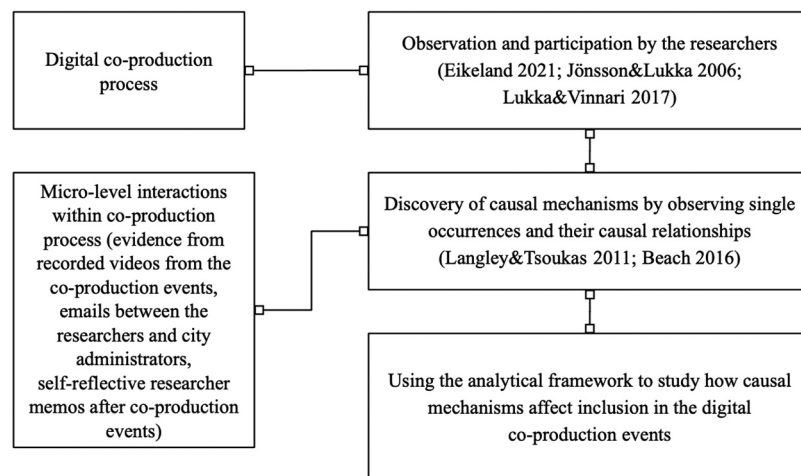 Digital co-production
process
Observation and participation by the researchers
(Eikeland 2021; Jönsson&Lukka 2006;
Lukka&Vinnari 2017)
Micro-level interactions
within co-production
process (evidence from
recorded videos from the
co-production events,
emails between the
researchers and city
administrators,
self-reflective researcher
memos after co-production
events)
Discovery of causal mechanisms by observing single
occurrences and their causal relationships
(Langley&Tsoukas 2011; Beach 2016)
Using the analytical framework to study how causal
mechanisms affect inclusion in the digital
co-production events